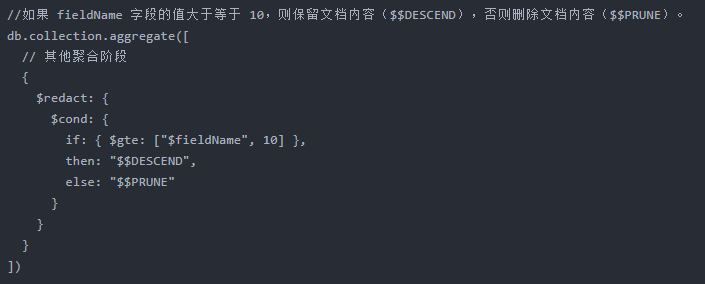 //如果 fieldName 字段的值大于等于 10，则保留文档内容（$$DESCEND），否则删除文档内容（$$PRUNE）。
db.collection.aggregate([
  // 其他聚合阶段
  {
    $redact: {
      $cond: {
        if: { $gte: ["$fieldName", 10] },
        then: "$$DESCEND",
        else: "$$PRUNE"
      }
    }
  }
])